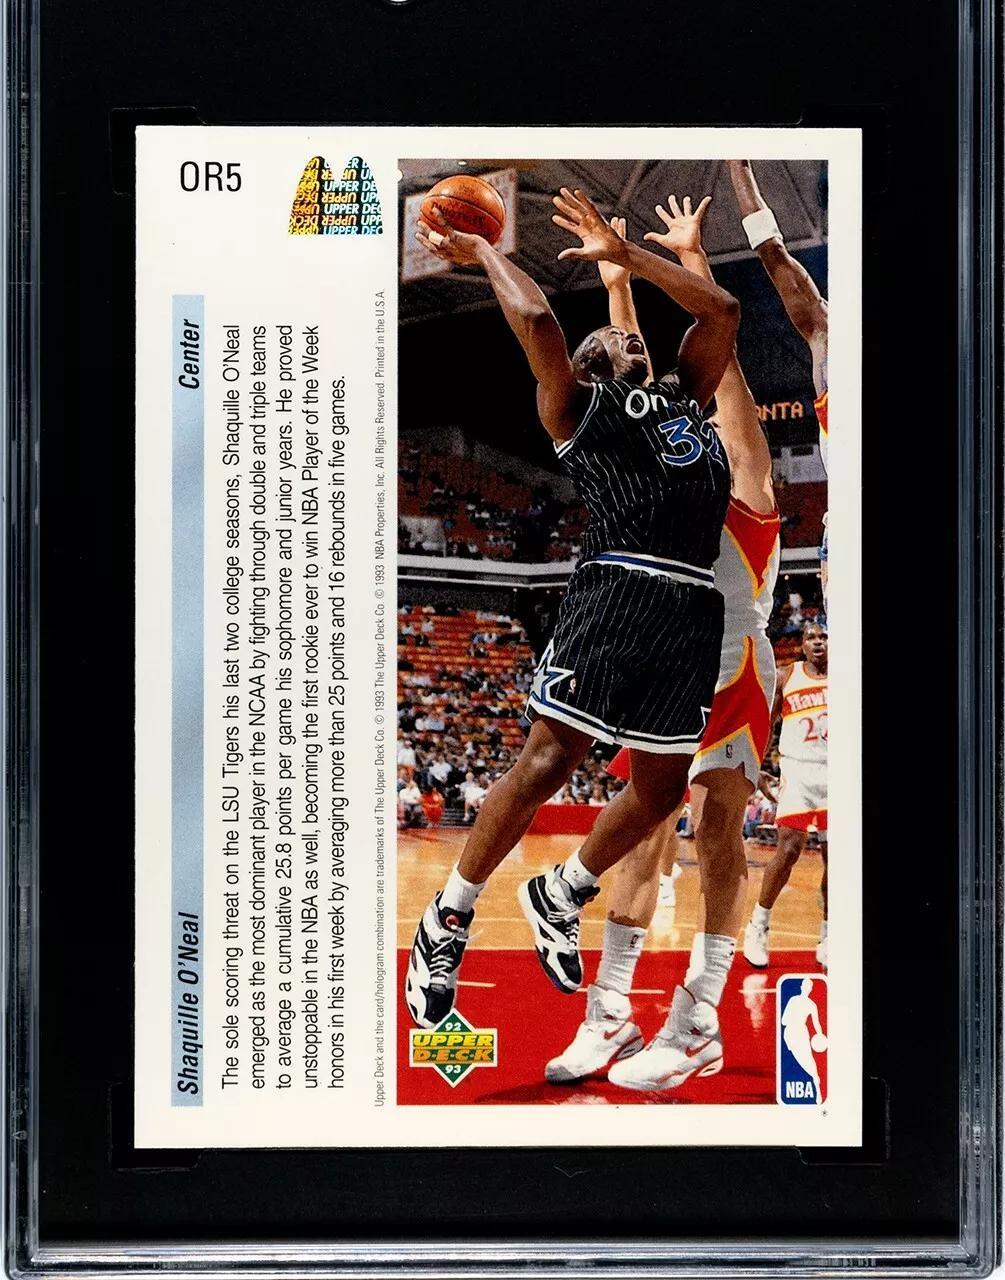 OR5
UPPER DECK
Shaquille O'Neal Center
The sole scoring threat on the LSU Tigers his last two college seasons, Shaquille O'Neal
emerged as the most dominant player in the NCAA by fighting through double and triple teams
to average a cumulative 25.8 points per game his sophomore and junior years. He proved
unstoppable in the NBA as well, becoming the first rookie ever to win NBA Player of the Week
honors in his first week by averaging more than 25 points and 16 rebounds in five games.
Upper Deck and the card/hologram combination are trademarks of The Upper Deck Co. © 1993 The Upper Deck Co. © 1993 NBA Properties, Inc. All Rights Reserved. Printed in the U.S.A.
On
32
ANTA
Hawk
22
92
UPPER
D•E•C•K
93
NBA
*